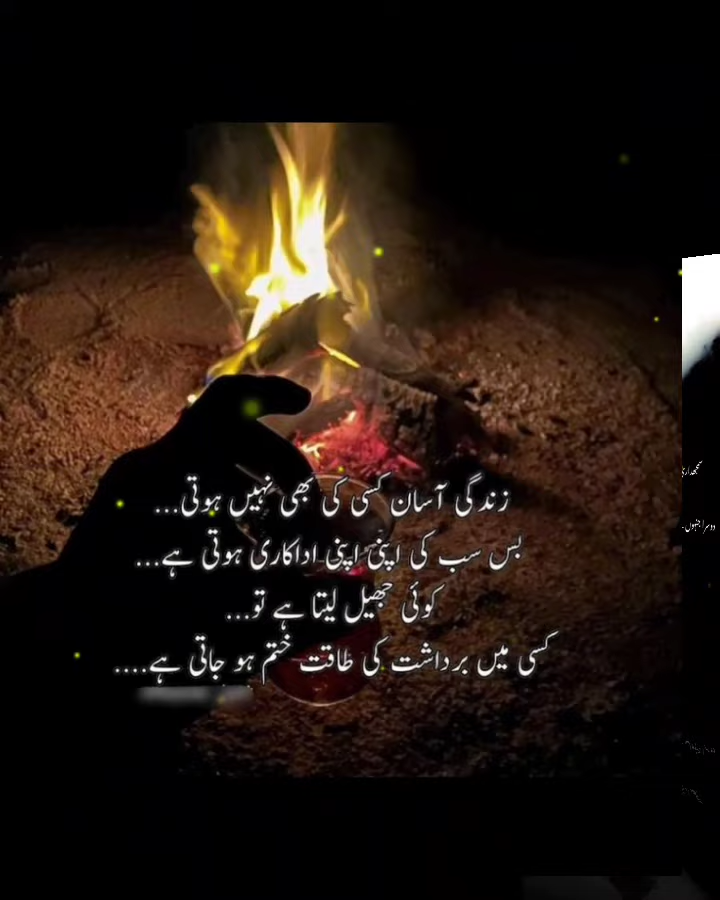 زندگی آسان کسی کی بھی نہیں ہوتی...
بس سب کی اپنی اپنی اداکاری ہوتی ہے...
کوئی جھیل لیتا ہے تو...
کسی میں برداشت کی طاقت ختم ہو جاتی ہے....